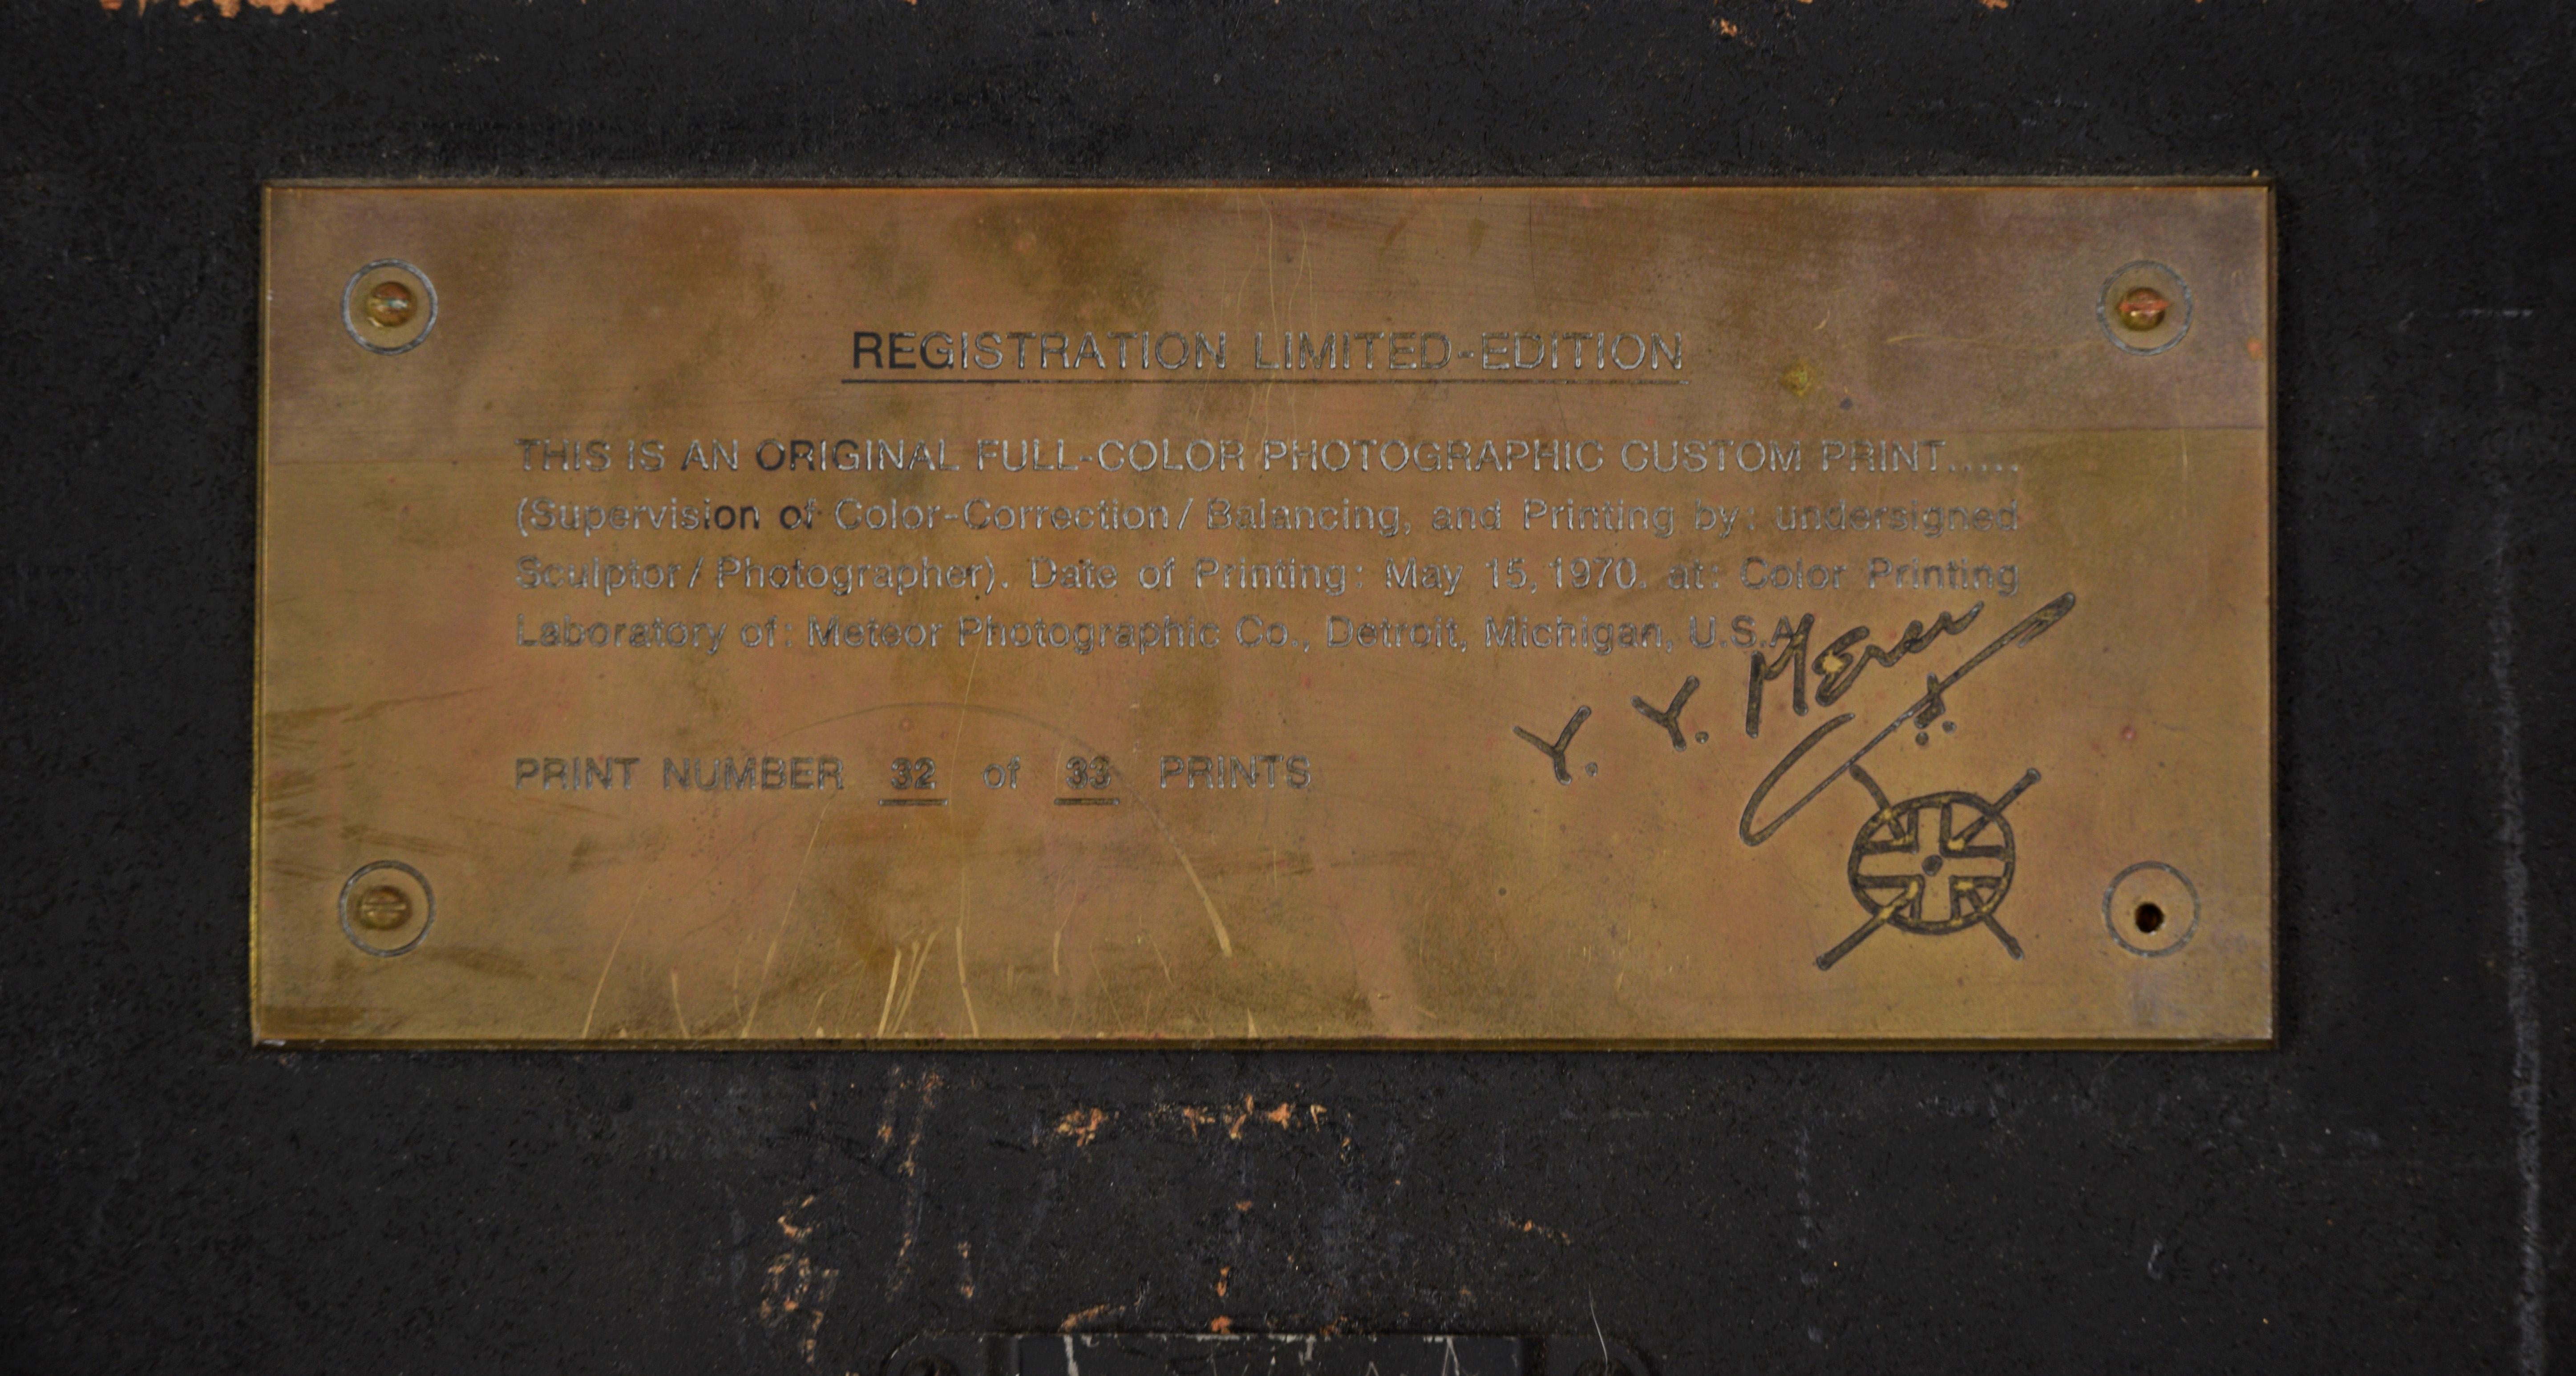 REGISTRATION LIMITED-EDITION
THIS IS AN ORIGINAL FULL-COLOR PHOTOGRAPHIC CUSTOM PRINT.....
(Supervision of Color-Correction / Balancing, and Printing by: undersigned
Sculptor / Photographer). Date of Printing: May 15, 1970. at: Color Printing
Laboratory of: Meteor Photographic Co., Detroit, Michigan, U.S.A
Y. Y.
PRINT NUMBER 32 of 33 PRINTS